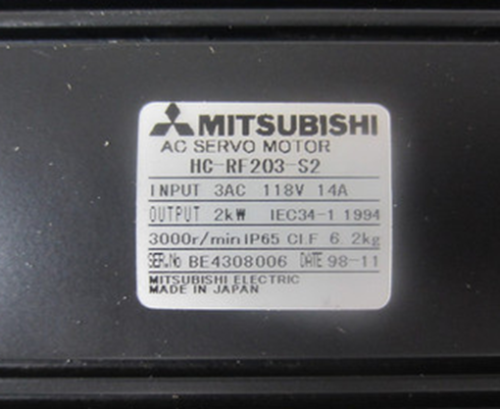 MITSUBISHI
AC SERVO MOTOR
HC-RF203-S2
INPUT 3AC 118V 14A
OUTPUT 2kW IEC34-1 1994
3000r/min IP65 Cl.F 6.2kg
SER.No BE4308006 DATE 98-11
MITSUBISHI ELECTRIC
MADE IN JAPAN